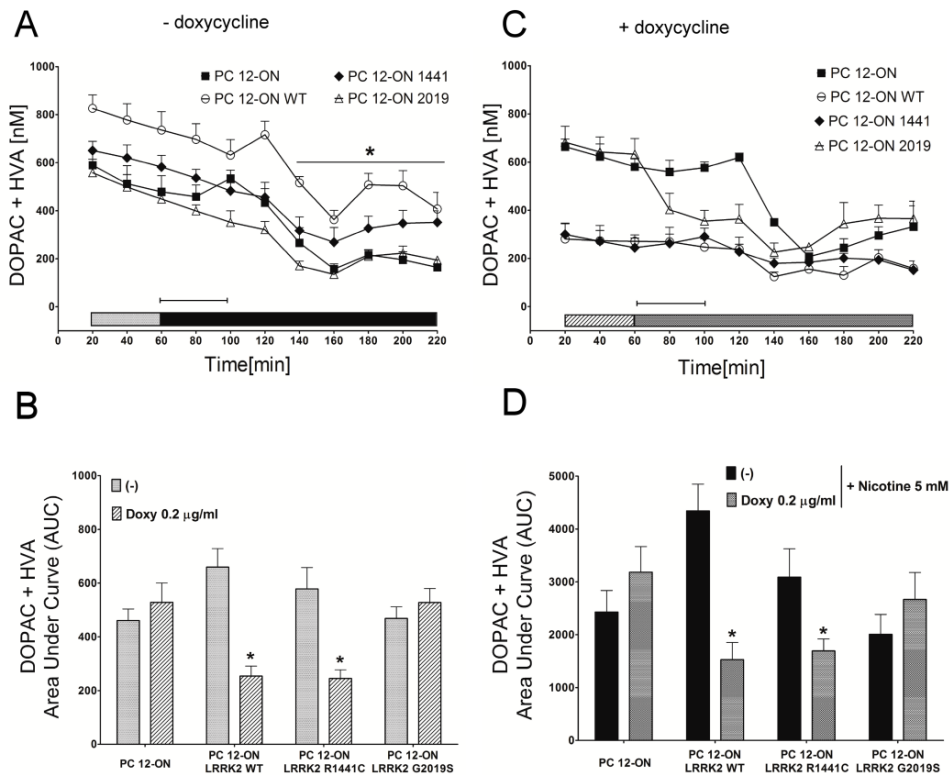 A
- doxycycline
DOPAC + HVA [nM]
1000
800
600
400
200
0
PC 12-ON
PC 12-ON WT
PC 12-ON 1441
PC 12-ON 2019
*
20 40 60 80 100 120 140 160 180 200 220
Time[min]
C
+ doxycycline
DOPAC + HVA [nM]
1000
800
600
400
200
0
PC 12-ON
PC 12-ON WT
PC 12-ON 1441
PC 12-ON 2019
20 40 60 80 100 120 140 160 180 200 220
Time[min]
B
DOPAC + HVA
Area Under Curve (AUC)
1000
800
600
400
200
0
(-)
Doxy 0.2 µg/ml
*
*
PC 12-ON
PC 12-ON
LRRK2 WT
PC 12-ON
LRRK2 R1441C
PC 12-ON
LRRK2 G2019S
D
DOPAC + HVA
Area Under Curve (AUC)
5000
4000
3000
2000
1000
0
(-)
Doxy 0.2 µg/ml
+ Nicotine 5 mM
*
*
PC 12-ON
PC 12-ON
LRRK2 WT
PC 12-ON
LRRK2 R1441C
PC 12-ON
LRRK2 G2019S